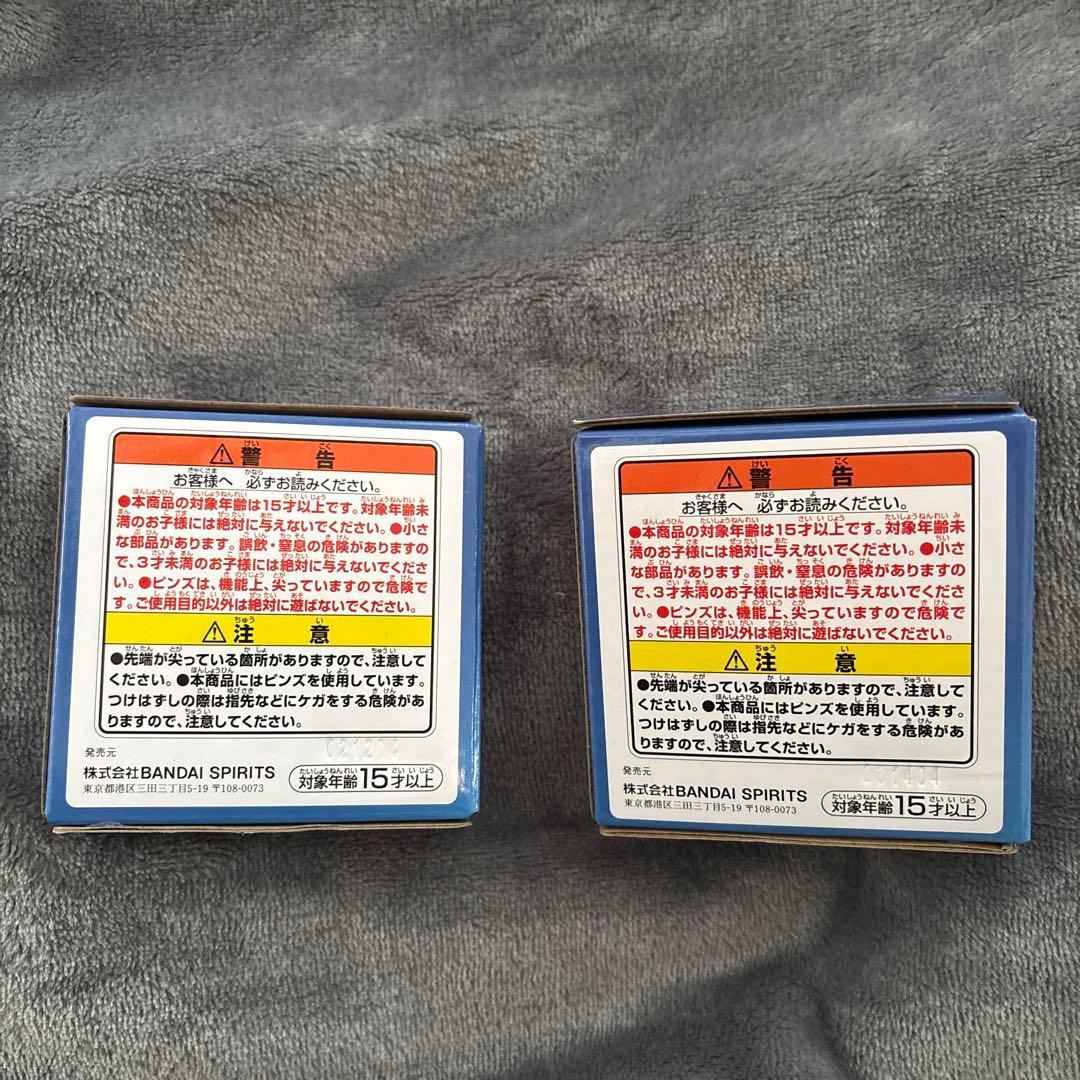 警告
お客様へ 必ずお読みください。
●本商品の対象年齢は15才以上です。対象年齢未
満のお子様には絶対に与えないでください。●小さ
な部品があります。誤飲・窒息の危険がありますの
で、3才未満のお子様には絶対に与えないでくださ
い。●ピンズは、機能上、尖っていますので危険で
す。ご使用目的以外は絶対に遊ばないでください。
注意
●先端が尖っている箇所がありますので、注意して
ください。●本商品にはピンズを使用しています。
つけはずしの際は指先などにケガをする危険があ
りますので、注意してください。
021204
発売元
株式会社BANDAI SPIRITS
東京都港区三田三丁目5-19 〒108-0073
対象年齢15才以上
警告
お客様へ 必ずお読みください。
●本商品の対象年齢は15才以上です。対象年齢未
満のお子様には絶対に与えないでください。●小さ
な部品があります。誤飲・窒息の危険がありますの
で、3才未満のお子様には絶対に与えないでくださ
い。●ピンズは、機能上、尖っていますので危険で
す。ご使用目的以外は絶対に遊ばないでください。
注意
●先端が尖っている箇所がありますので、注意して
ください。●本商品にはピンズを使用しています。
つけはずしの際は指先などにケガをする危険があ
りますので、注意してください。
発売元
株式会社BANDAI SPIRITS
東京都港区三田三丁目5-19 〒108-0073
対象年齢15才以上